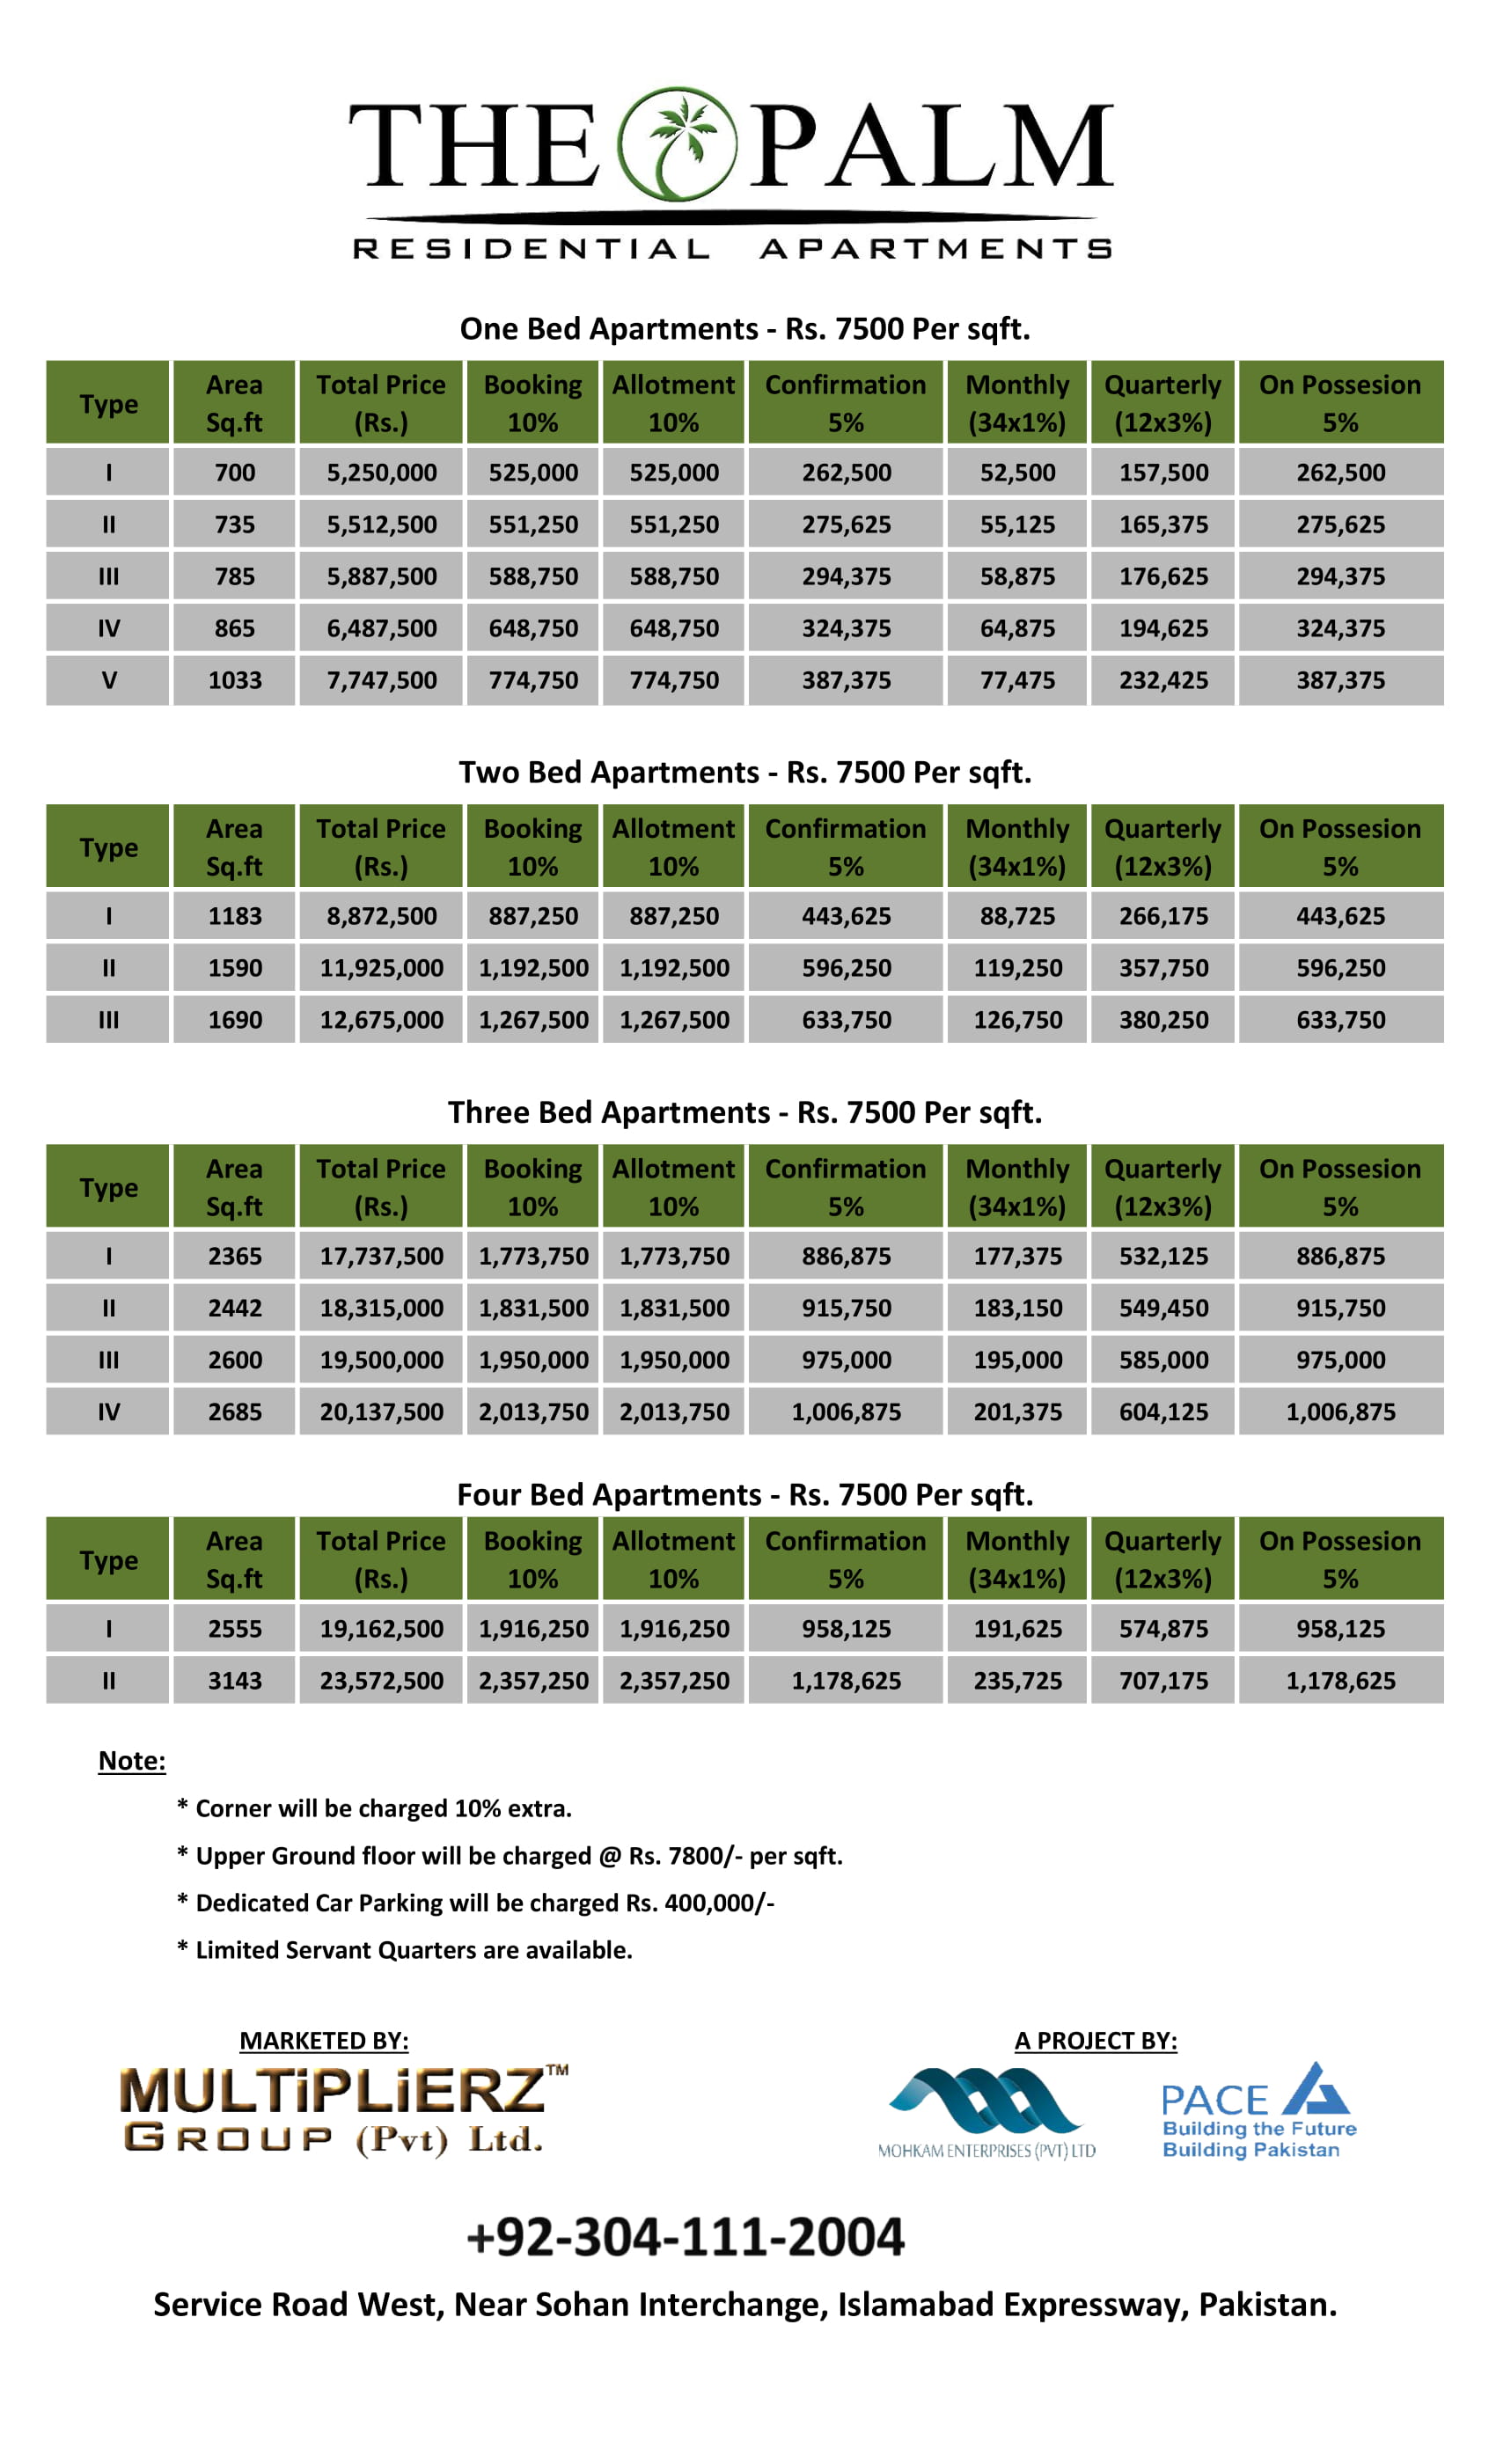 THE PALM
RESIDENTIAL APARTMENTS
One Bed Apartments - Rs. 7500 Per sqft.
Type Area Sq.ft Total Price (Rs.) Booking 10% Allotment 10% Confirmation 5% Monthly (34x1%) Quarterly (12x3%) On Possesion 5%
I 700 5,250,000 525,000 525,000 262,500 52,500 157,500 262,500
II 735 5,512,500 551,250 551,250 275,625 55,125 165,375 275,625
III 785 5,887,500 588,750 588,750 294,375 58,875 176,625 294,375
IV 865 6,487,500 648,750 648,750 324,375 64,875 194,625 324,375
V 1033 7,747,500 774,750 774,750 387,375 77,475 232,425 387,375
Two Bed Apartments - Rs. 7500 Per sqft.
Type Area Sq.ft Total Price (Rs.) Booking 10% Allotment 10% Confirmation 5% Monthly (34x1%) Quarterly (12x3%) On Possesion 5%
I 1183 8,872,500 887,250 887,250 443,625 88,725 266,175 443,625
II 1590 11,925,000 1,192,500 1,192,500 596,250 119,250 357,750 596,250
III 1690 12,675,000 1,267,500 1,267,500 633,750 126,750 380,250 633,750
Three Bed Apartments - Rs. 7500 Per sqft.
Type Area Sq.ft Total Price (Rs.) Booking 10% Allotment 10% Confirmation 5% Monthly (34x1%) Quarterly (12x3%) On Possesion 5%
I 2365 17,737,500 1,773,750 1,773,750 886,875 177,375 532,125 886,875
II 2442 18,315,000 1,831,500 1,831,500 915,750 183,150 549,450 915,750
III 2600 19,500,000 1,950,000 1,950,000 975,000 195,000 585,000 975,000
IV 2685 20,137,500 2,013,750 2,013,750 1,006,875 201,375 604,125 1,006,875
Four Bed Apartments - Rs. 7500 Per sqft.
Type Area Sq.ft Total Price (Rs.) Booking 10% Allotment 10% Confirmation 5% Monthly (34x1%) Quarterly (12x3%) On Possesion 5%
I 2555 19,162,500 1,916,250 1,916,250 958,125 191,625 574,875 958,125
II 3143 23,572,500 2,357,250 2,357,250 1,178,625 235,725 707,175 1,178,625
Note:
* Corner will be charged 10% extra.
* Upper Ground floor will be charged @ Rs. 7800/- per sqft.
* Dedicated Car Parking will be charged Rs. 400,000/-
* Limited Servant Quarters are available.
MARKETED BY:
MULTiPLiERZ™
GROUP (Pvt) Ltd.
A PROJECT BY:
MOHKAM ENTERPRISES (PVT) LTD
PACE
Building the Future
Building Pakistan
+92-304-111-2004
Service Road West, Near Sohan Interchange, Islamabad Expressway, Pakistan.